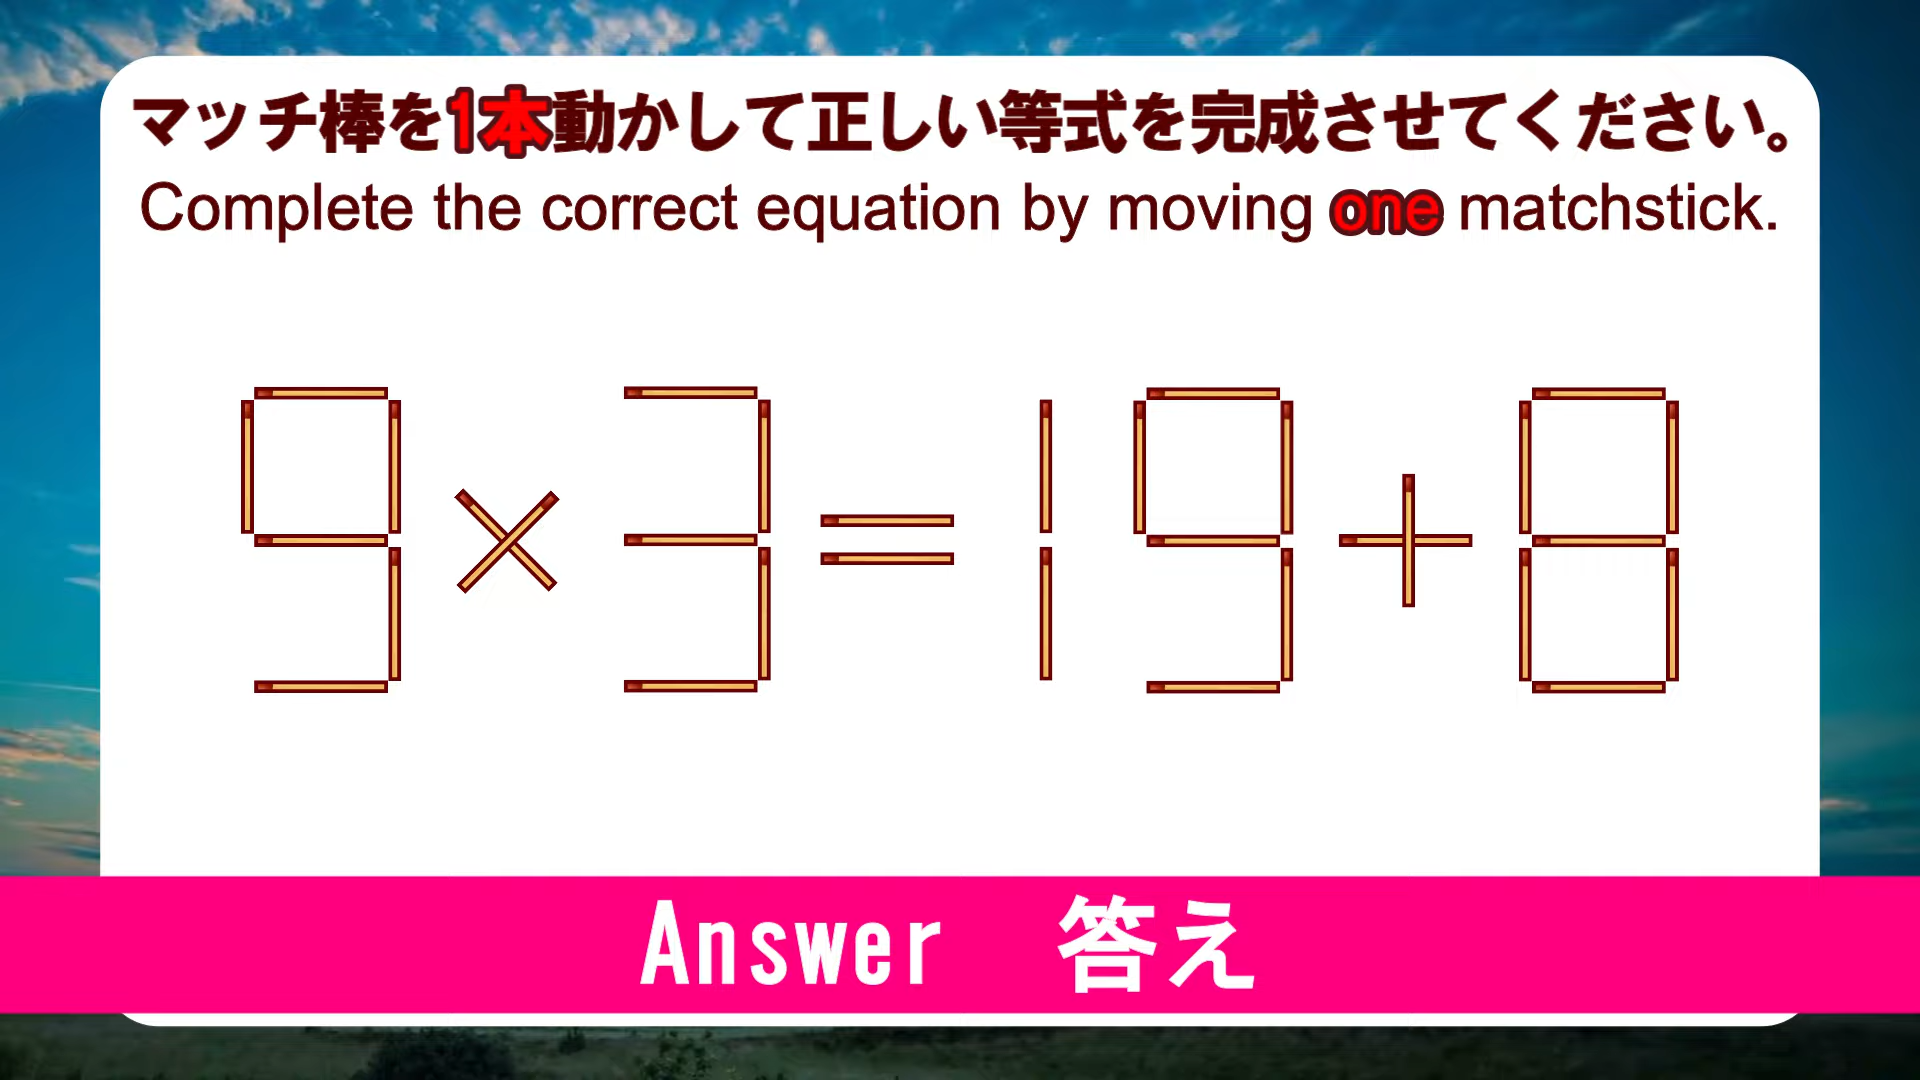 マッチ棒を1本動かして正しい等式を完成させてください。
Complete the correct equation by moving one matchstick.
9×3=19+8
Answer 答え